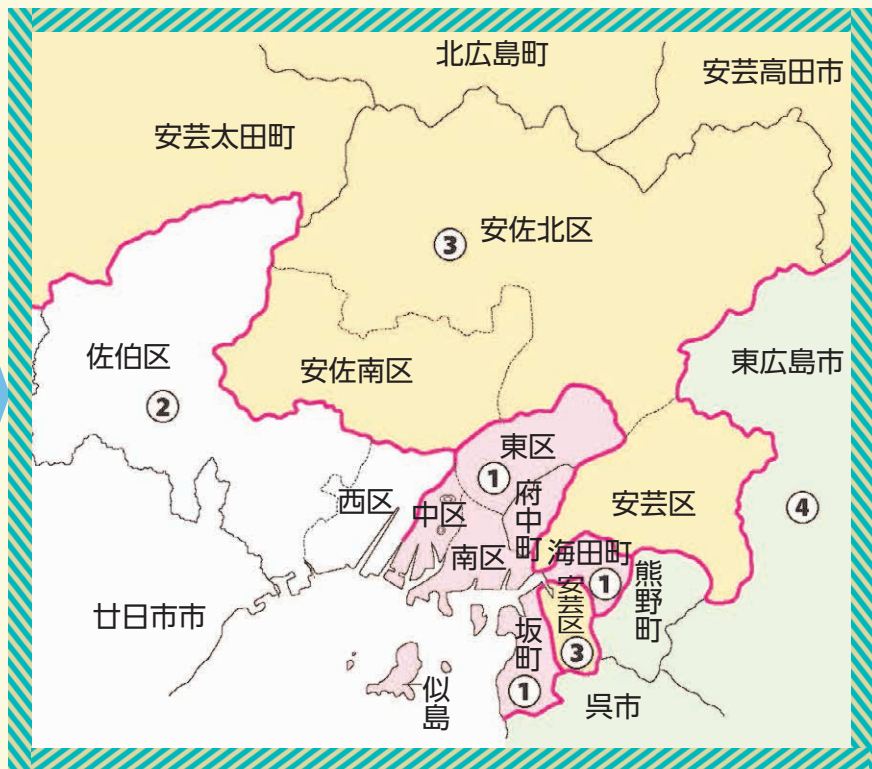 北広島町
安芸高田市
安芸太田町
③
安佐北区
佐伯区
②
安佐南区
東広島市
東区
①
西区
中区
府中町
安芸区
④
南区
海田町
①
安芸区
熊野町
廿日市市
坂町
③
似島
①
呉市